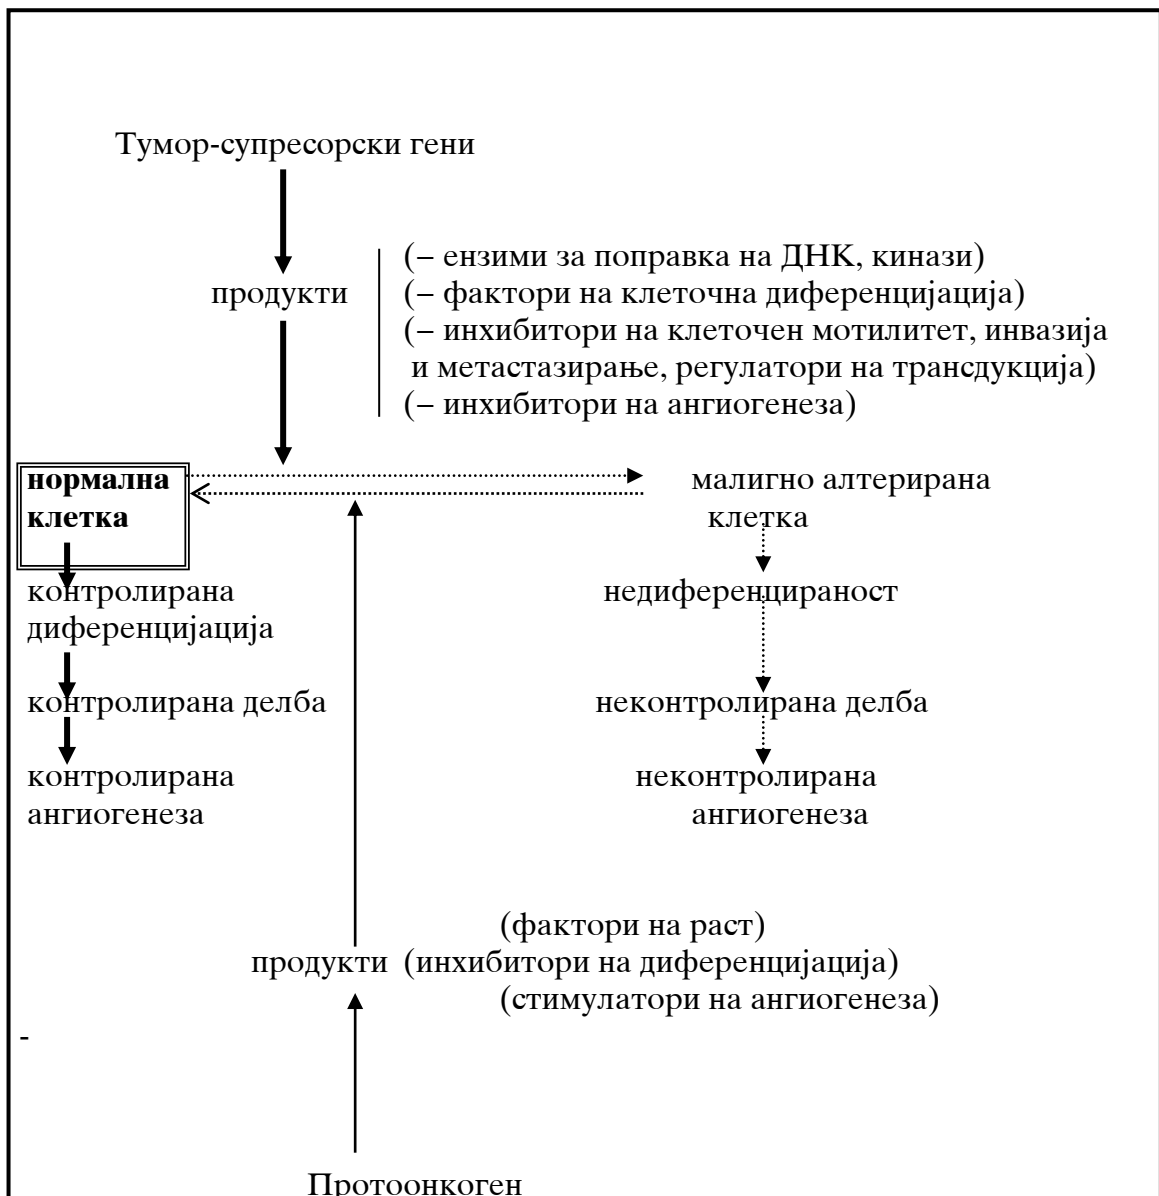 Тумор-супресорски гени
(– ензими за поправка на ДНК, кинази)
продукти (– фактори на клеточна диференцијација)
(– инхибитори на клеточен мотилитет, инвазија
и метастазирање, регулатори на трансдукција)
(– инхибитори на ангиогенеза)
нормална
клетка
малигно алтерирана
клетка
контролирана
диференцијација
недиференцираност
контролирана делба
неконтролирана делба
контролирана
ангиогенеза
неконтролирана
ангиогенеза
(фактори на раст)
продукти (инхибитори на диференцијација)
(стимулатори на ангиогенеза)
-
Протоонкоген